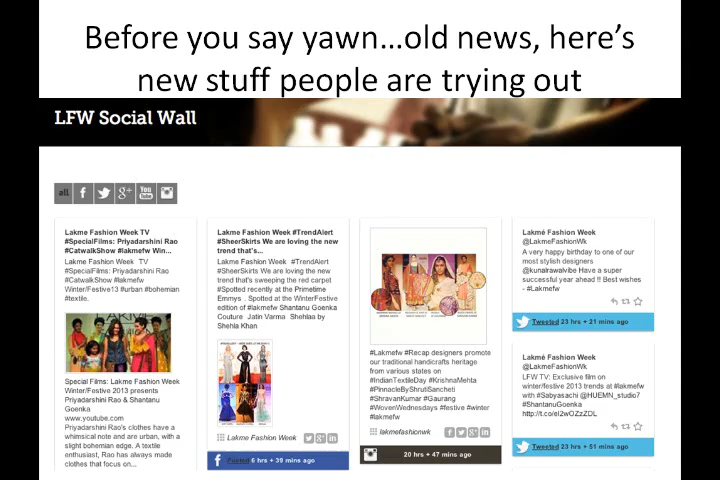 Before you say yawn...old news, here's
new stuff people are trying out
LFW Social Wall
all
f
g+
You
Tube
Lakme Fashion Week TV
#SpecialFilms: Priyadarshini Rao
#CatwalkShow #lakmefw Win...
Lakme Fashion Week TV
#SpecialFilms: Priyadarshini Rao
#CatwalkShow #lakmefw
Winter/Festive13 #urban #bohemian
#textile.
Special Films: Lakme Fashion Week
Winter/Festive 2013 presents
Priyadarshini Rao & Shantanu
Goenka
www.youtube.com
Priyadarshini Rao's clothes have a
whimsical note and are urban, with a
slight bohemian edge. A textile
enthusiast, Rao has always made
clothes that focus on...
Lakme Fashion Week #TrendAlert
#SheerSkirts We are loving the new
trend that's...
Lakme Fashion Week #TrendAlert
#SheerSkirts We are loving the new
trend that's sweeping the red carpet
#Spotted recently at the Primetime
Emmys . Spotted at the WinterFestive
edition of #lakmefw Shantanu Goenka
Couture Jatin Varma Shehlaa by
Shehla Khan
Lakme Fashion Week
Posted 5 hrs + 39 mins ago
#Lakmefw #Recap designers promote
our traditional handicrafts heritage
from various states on
#IndianTextileDay #KrishnaMehta
#PinnacleByShrutiSancheti
#ShravanKumar #Gaurang
#WovenWednesdays #festive #winter
#lakmefw
lakmefashionwk
20 hrs + 47 mins ago
Lakmé Fashion Week
@LakmeFashionWk
A very happy birthday to one of our
most stylish designers
@kunalrawalvibe Have a super
successful year ahead !! Best wishes
- #Lakmefw
Tweeted 23 hrs + 21 mins ago
Lakmé Fashion Week
@LakmeFashionWk
LFW TV: Exclusive film on
winter/festive 2013 trends at #lakmefw
with #Sabyasachi @HUEMN_studio7
#ShantanuGoenka
http://t.co/el2wOZzZDL
Tweeted 23 hrs + 51 mins ago